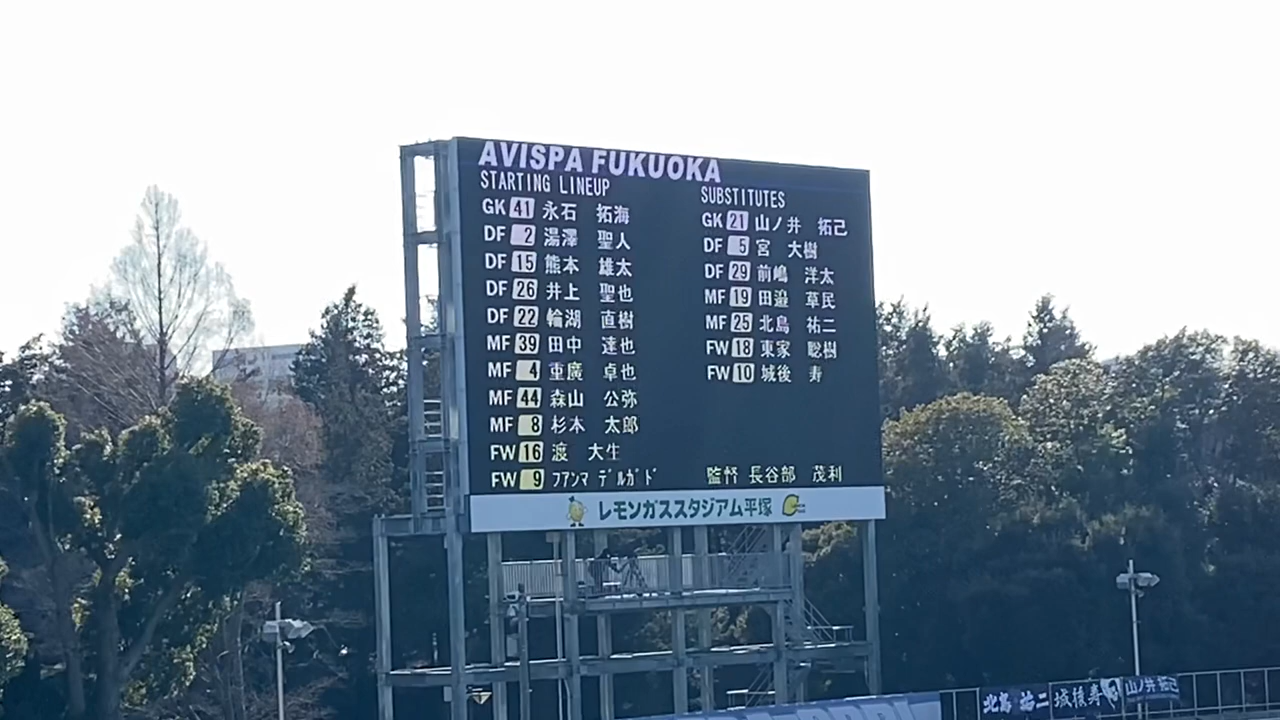 AVISPA FUKUOKA
STARTING LINEUP
GK 41 永石 拓海
DF 2 湯澤 聖人
DF 15 熊本 雄太
DF 26 井上 聖也
DF 22 輪湖 直樹
MF 39 田中 達也
MF 4 重廣 卓也
MF 44 森山 公弥
MF 8 杉本 太郎
FW 16 渡 大生
FW 9 フアンマ デルガド
SUBSTITUTES
GK 21 山ノ井 拓己
DF 5 宮 大樹
DF 29 前嶋 洋太
MF 19 田邉 草民
MF 25 北島 祐二
FW 18 東家 聡樹
FW 10 城後 寿
監督 長谷部 茂利
レモンガススタジアム平塚
北島 祐二 城後寿 山ノ井 拓己